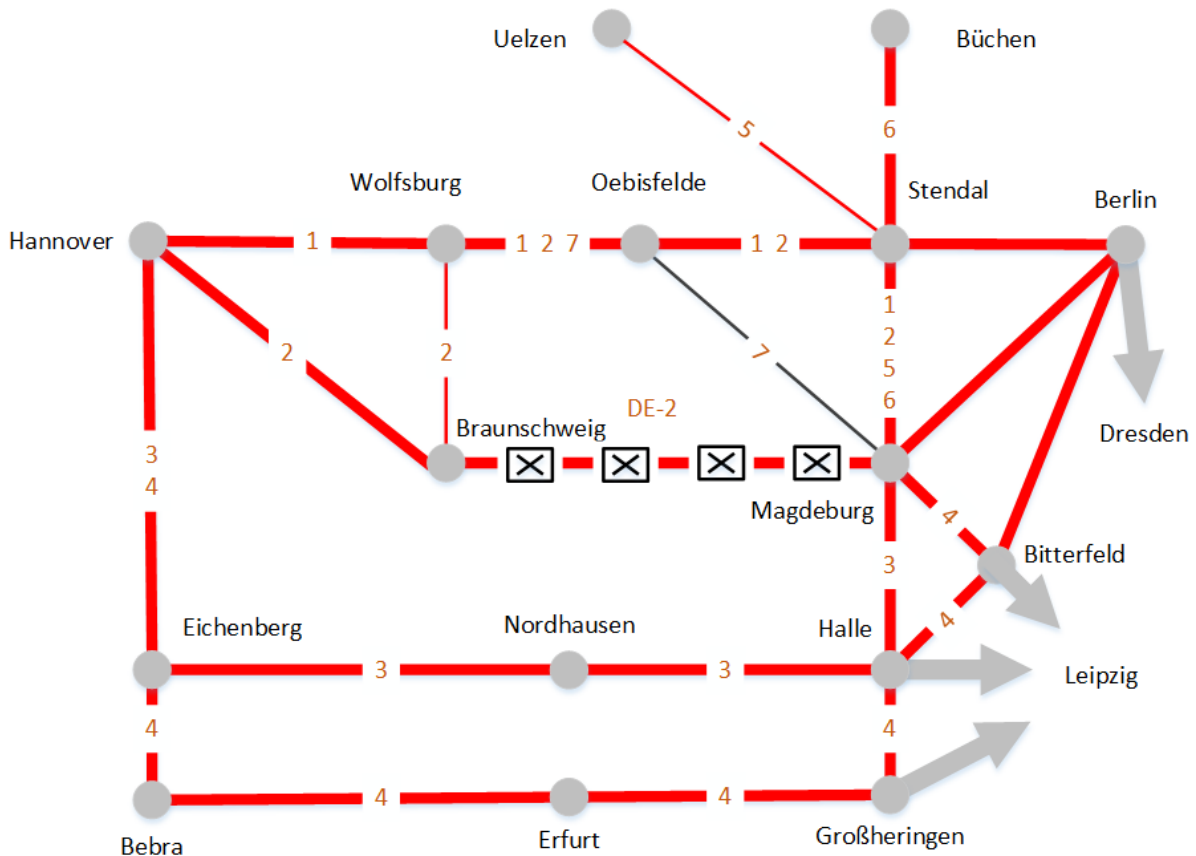 Uelzen
Büchen
5
6
Wolfsburg
Oebisfelde
Stendal
Berlin
Hannover
1
1 2 7
1 2
1
2
5
6
2
2
7
DE-2
Braunschweig
Dresden
3
4
Magdeburg
4
Bitterfeld
3
Eichenberg
Nordhausen
Halle
4
3
3
Leipzig
4
4
4
4
Bebra
Erfurt
Großheringen